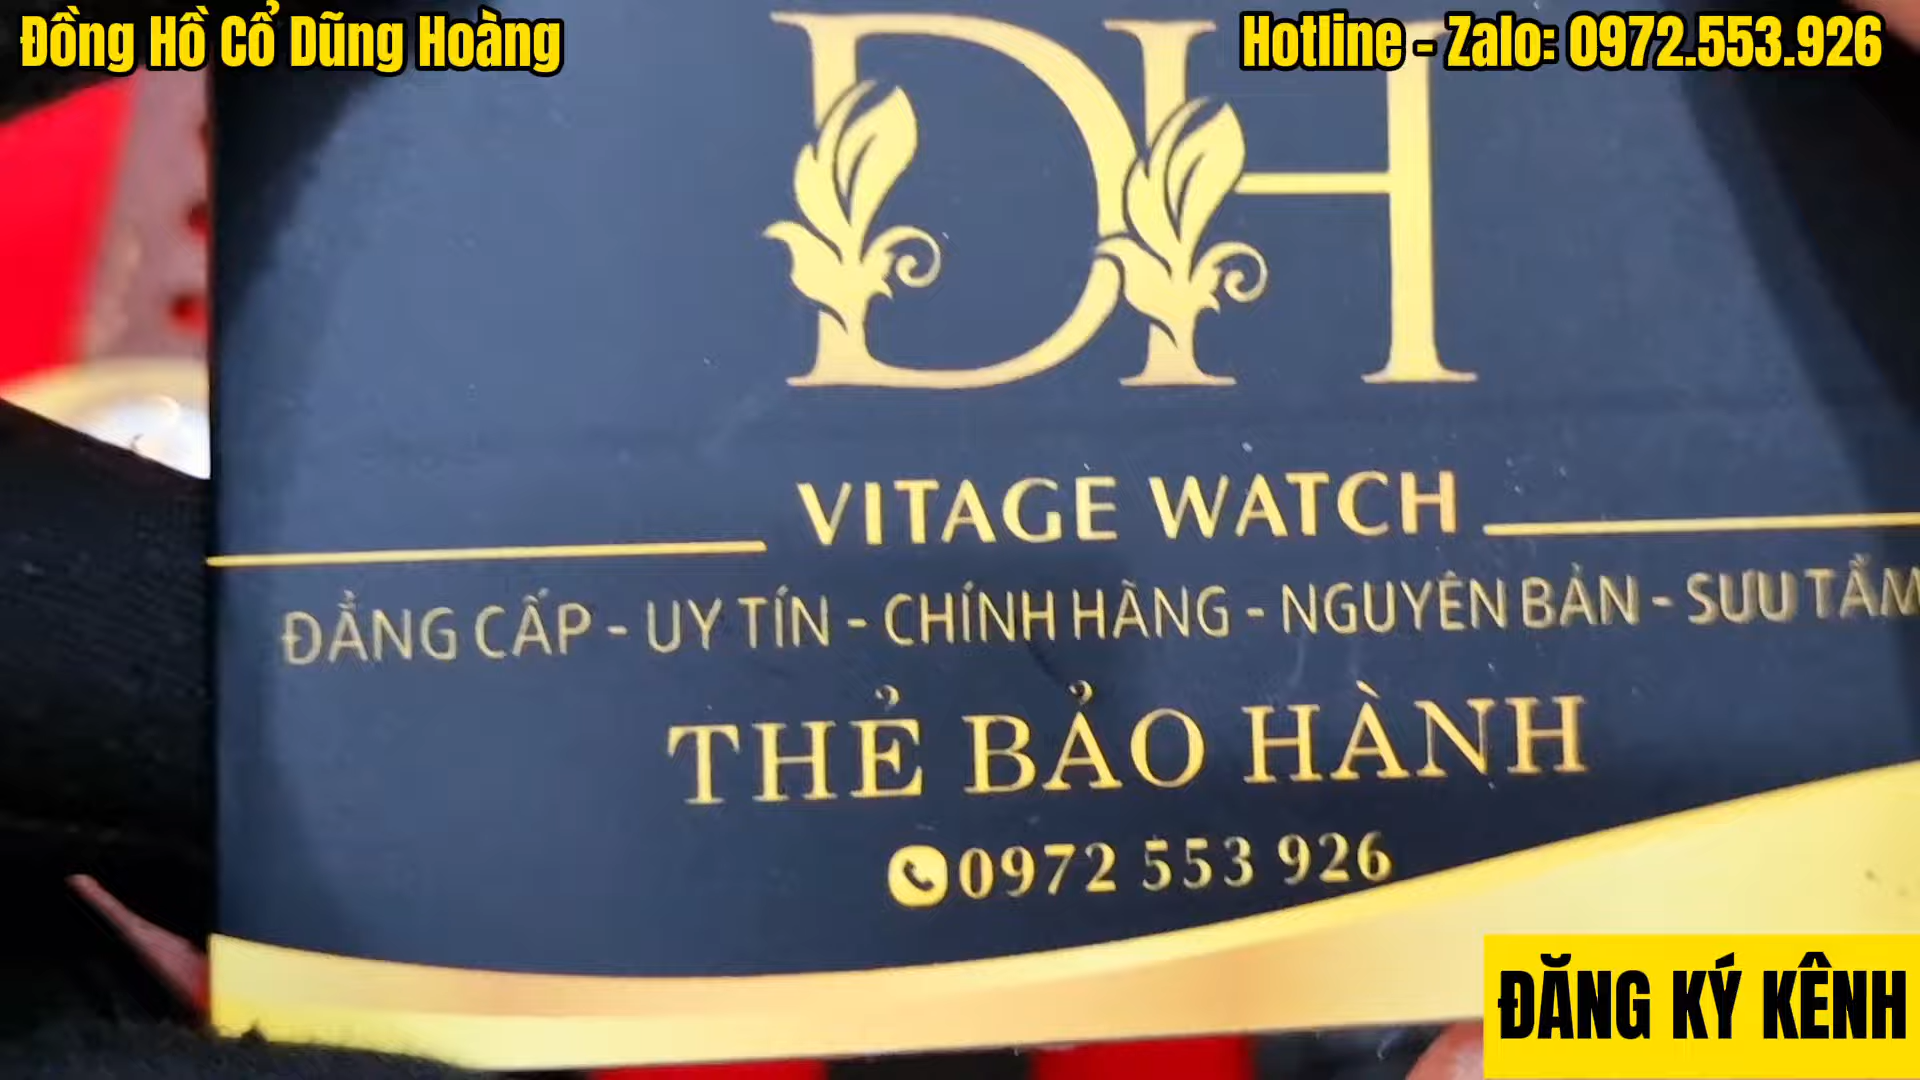 Đồng Hồ Cổ Dũng Hoàng
Hotline - Zalo: 0972.553.926
DH
VITAGE WATCH
ĐẲNG CẤP - UY TÍN - CHÍNH HÃNG - NGUYÊN BẢN - SƯU TẦM
THẺ BẢO HÀNH
0972 553 926
ĐĂNG KÝ KÊNH